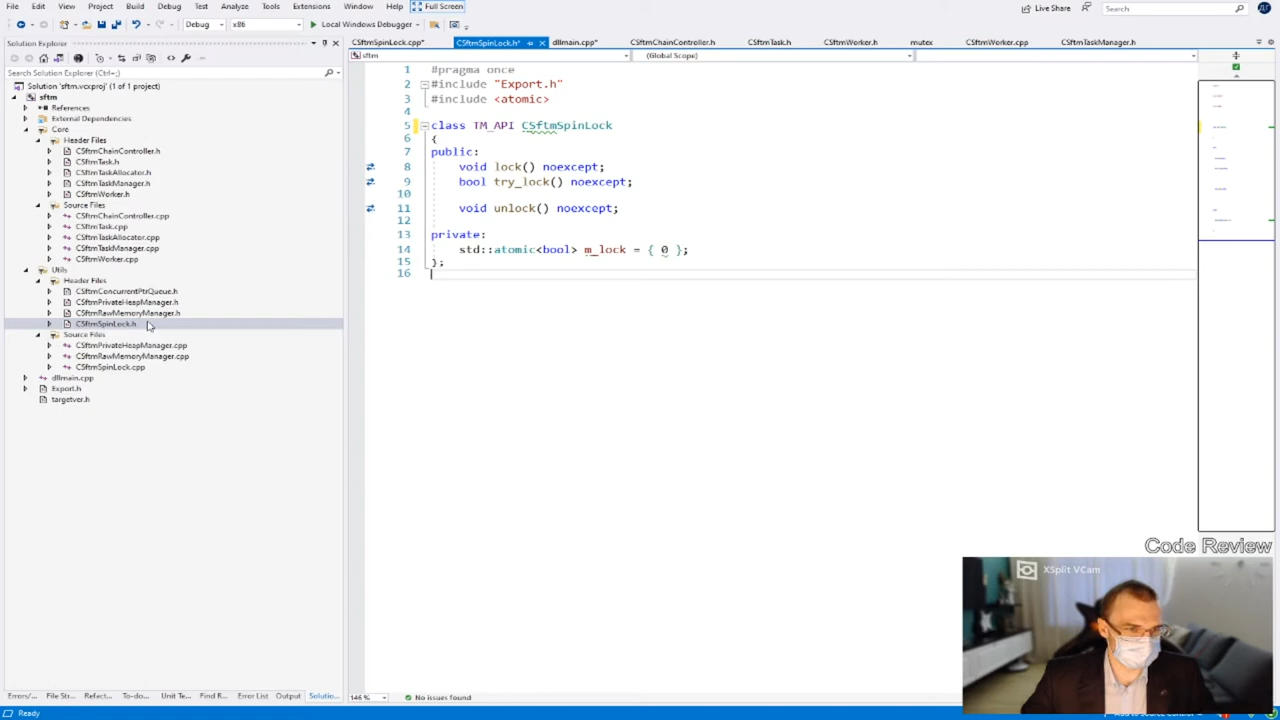 File Edit View Project Build Debug Test Analyze Tools Extensions Window Help Full Screen Search
Debug x86 Local Windows Debugger Live Share
Solution Explorer
CSftmSpinLock.cpp* CSftmSpinLock.h* dllmain.cpp* CSftmChainController.h CSftmTask.h CSftmWorker.h mutex CSftmWorker.cpp CSftmTaskManager.h
sftm (Global Scope)
Search Solution Explorer (Ctrl+;)
Solution 'sftm.vcxproj' (1 of 1 project)
sftm
References
External Dependencies
Core
Header Files
CSftmChainController.h
CSftmTask.h
CSftmTaskAllocator.h
CSftmTaskManager.h
CSftmWorker.h
Source Files
CSftmChainController.cpp
CSftmTask.cpp
CSftmTaskAllocator.cpp
CSftmTaskManager.cpp
CSftmWorker.cpp
Utils
Header Files
CSftmConcurrentPtrQueue.h
CSftmPrivateHeapManager.h
CSftmRawMemoryManager.h
CSftmSpinLock.h
Source Files
CSftmPrivateHeapManager.cpp
CSftmRawMemoryManager.cpp
CSftmSpinLock.cpp
dllmain.cpp
Export.h
targetver.h
1 #pragma once
2 #include "Export.h"
3 #include <atomic>
4
5 class TM_API CSftmSpinLock
6 {
7 public:
8 void lock() noexcept;
9 bool try_lock() noexcept;
10
11 void unlock() noexcept;
12
13 private:
14 std::atomic<bool> m_lock = { 0 };
15 };
16
Code Review
XSplit VCam
Errors/... File Str... Refact... To-do... Unit Te... Find R... Error List Output Solutio...
146 % No issues found
Ready